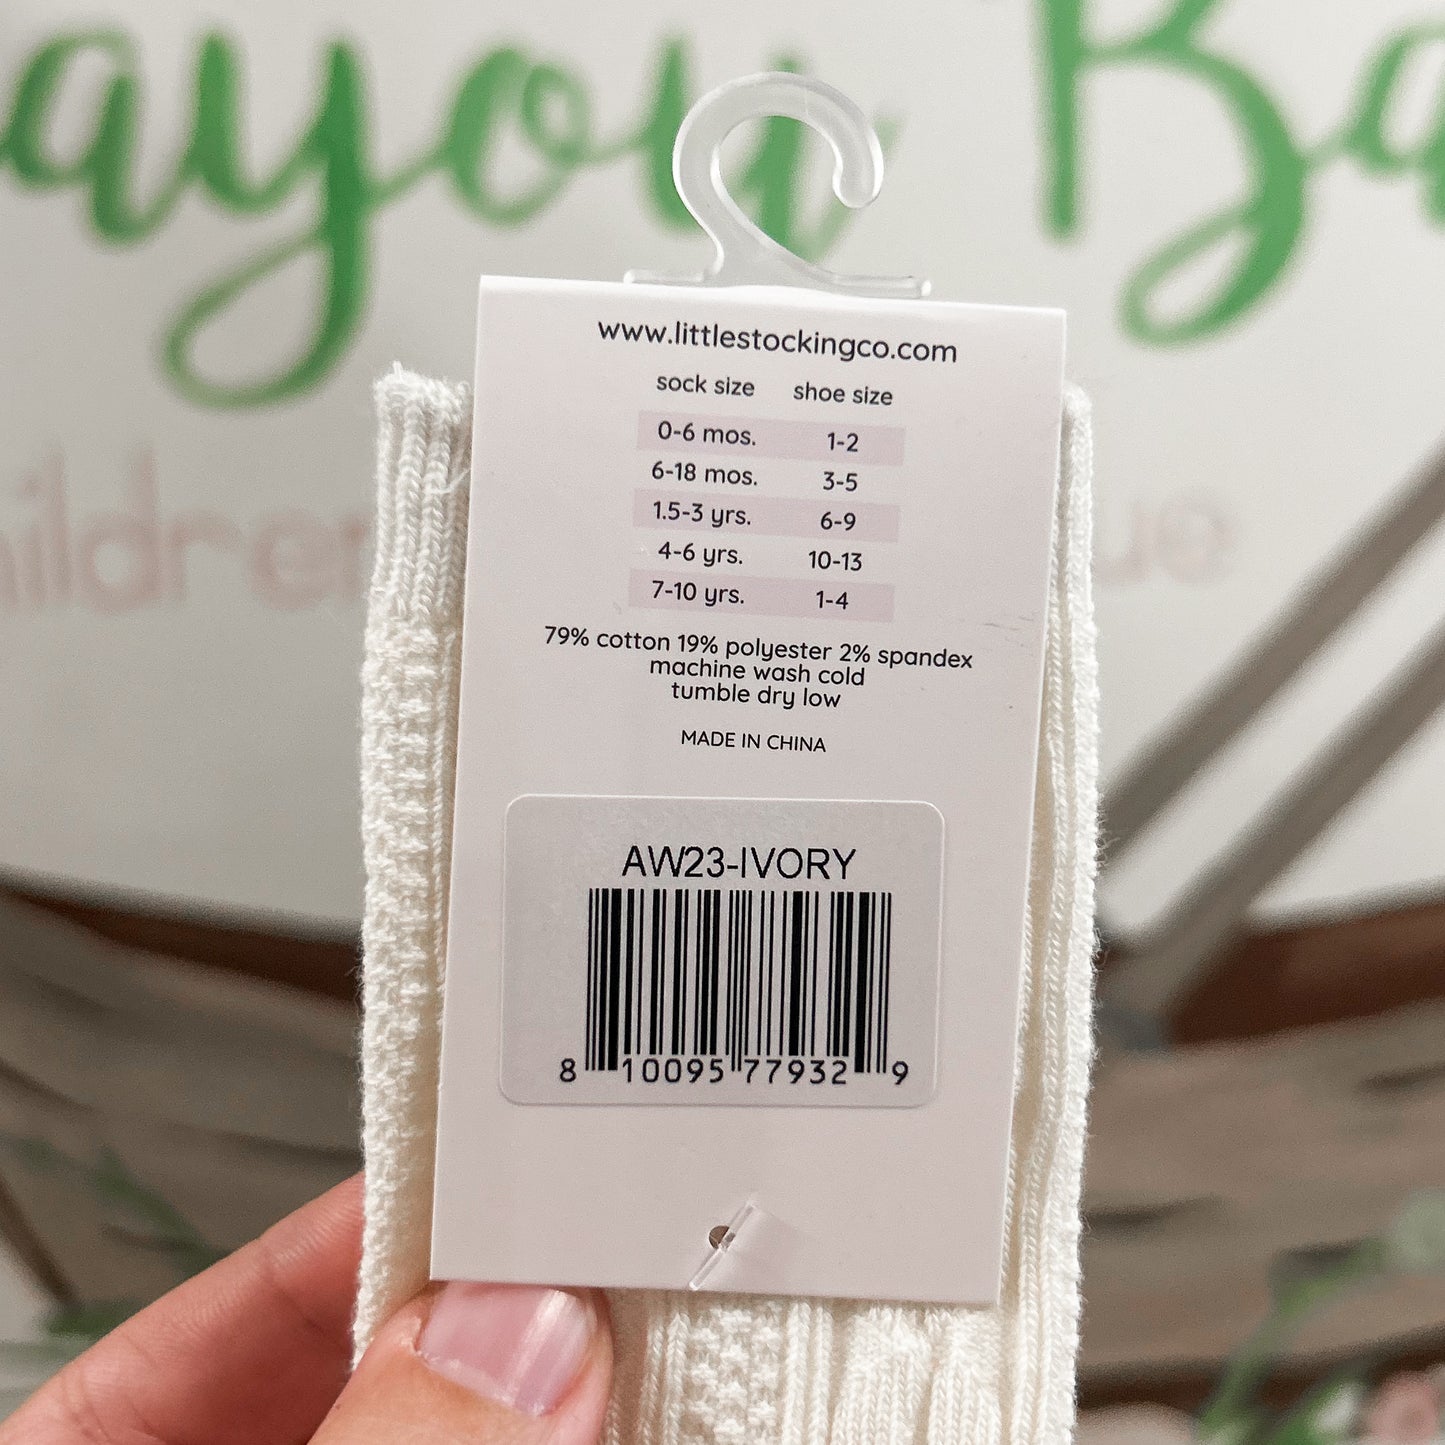 ayou Ba
www.littlestockingco.com
sock size shoe size
0-6 mos. 1-2
6-18 mos. 3-5
1.5-3 yrs. 6-9
4-6 yrs. 10-13
7-10 yrs. 1-4
79% cotton 19% polyester 2% spandex
machine wash cold
tumble dry low
MADE IN CHINA
AW23-IVORY
8 10095 77932 9